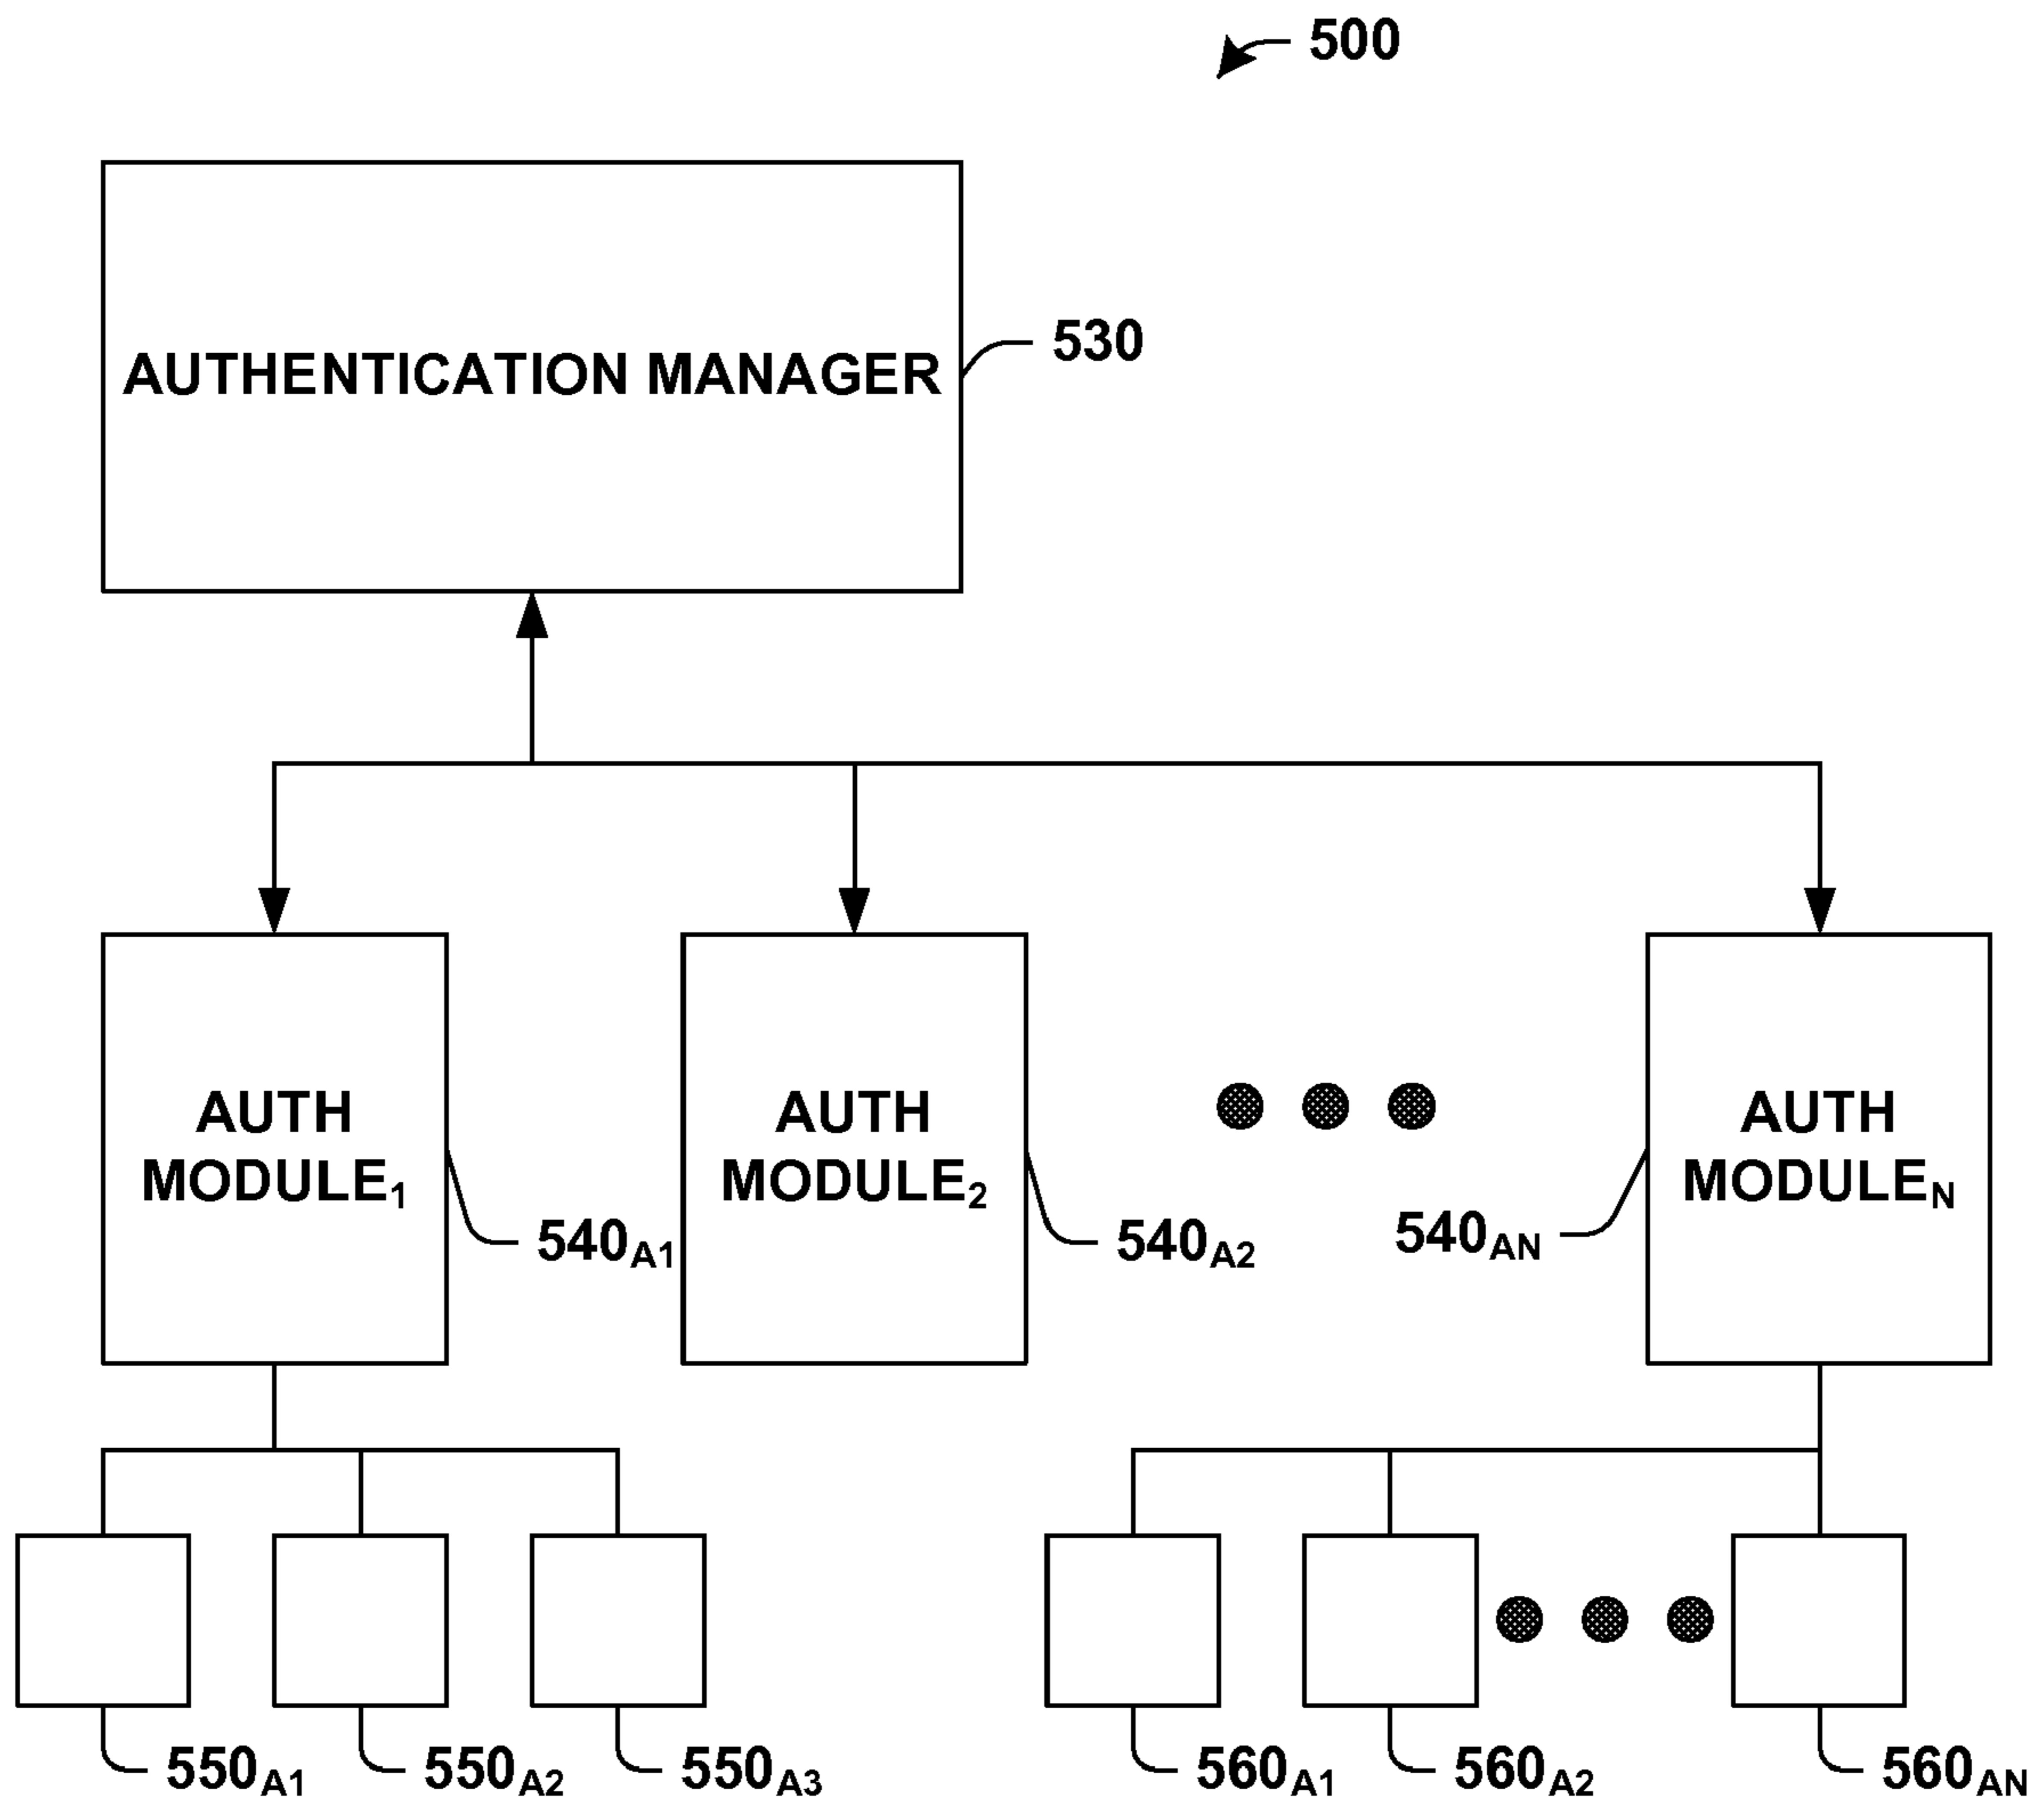 500
AUTHENTICATION MANAGER
530
AUTH
MODULE₁
AUTH
MODULE₂
AUTH
MODULEN
540A1
540A2
540AN
550A1
550A2
550A3
560A1
560A2
560AN